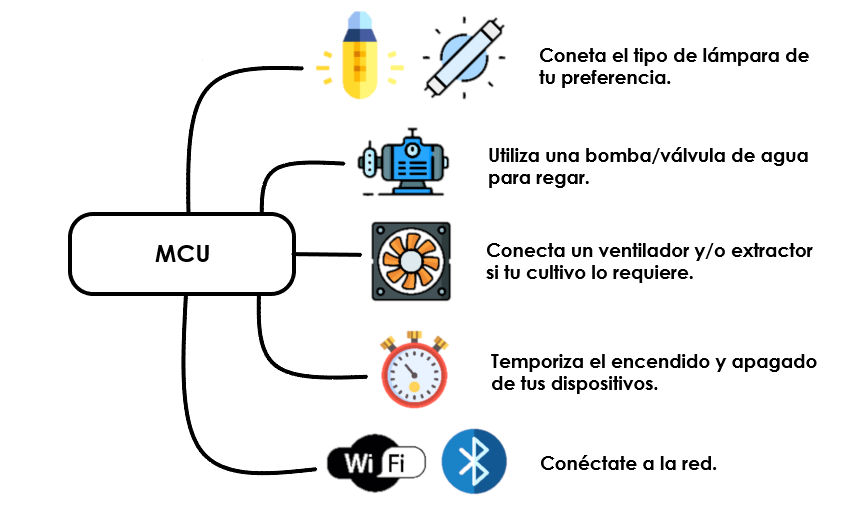 Coneta el tipo de lámpara de
tu preferencia.
Utiliza una bomba/válvula de agua
para regar.
MCU
Conecta un ventilador y/o extractor
si tu cultivo lo requiere.
Temporiza el encendido y apagado
de tus dispositivos.
Wi Fi
Conéctate a la red.